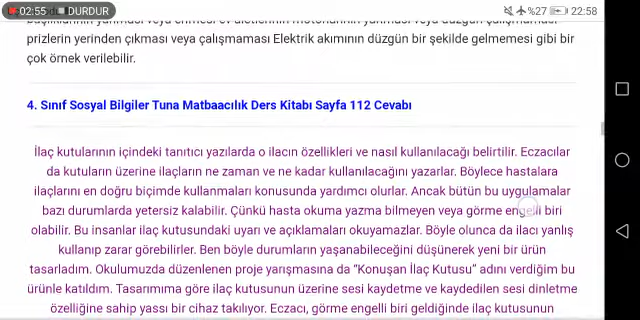 02:55 DURDUR
%27 22:58
prizlerin yerinden çıkması veya çalışmaması Elektrik akımının düzgün bir şekilde gelmemesi gibi bir
çok örnek verilebilir.
4. Sınıf Sosyal Bilgiler Tuna Matbaacılık Ders Kitabı Sayfa 112 Cevabı
İlaç kutularının içindeki tanıtıcı yazılarda o ilacın özellikleri ve nasıl kullanılacağı belirtilir. Eczacılar
da kutuların üzerine ilaçların ne zaman ve ne kadar kullanılacağını yazarlar. Böylece hastalara
ilaçlarını en doğru biçimde kullanmaları konusunda yardımcı olurlar. Ancak bütün bu uygulamalar
bazı durumlarda yetersiz kalabilir. Çünkü hasta okuma yazma bilmeyen veya görme engelli biri
olabilir. Bu insanlar ilaç kutusundaki uyarı ve açıklamaları okuyamazlar. Böyle olunca da ilacı yanlış
kullanıp zarar görebilirler. Ben böyle durumların yaşanabileceğini düşünerek yeni bir ürün
tasarladım. Okulumuzda düzenlenen proje yarışmasına da “Konuşan İlaç Kutusu” adını verdiğim bu
ürünle katıldım. Tasarımıma göre ilaç kutusunun üzerine sesi kaydetme ve kaydedilen sesi dinletme
özelliğine sahip yassı bir cihaz takılıyor. Eczacı, görme engelli biri geldiğinde ilaç kutusunun